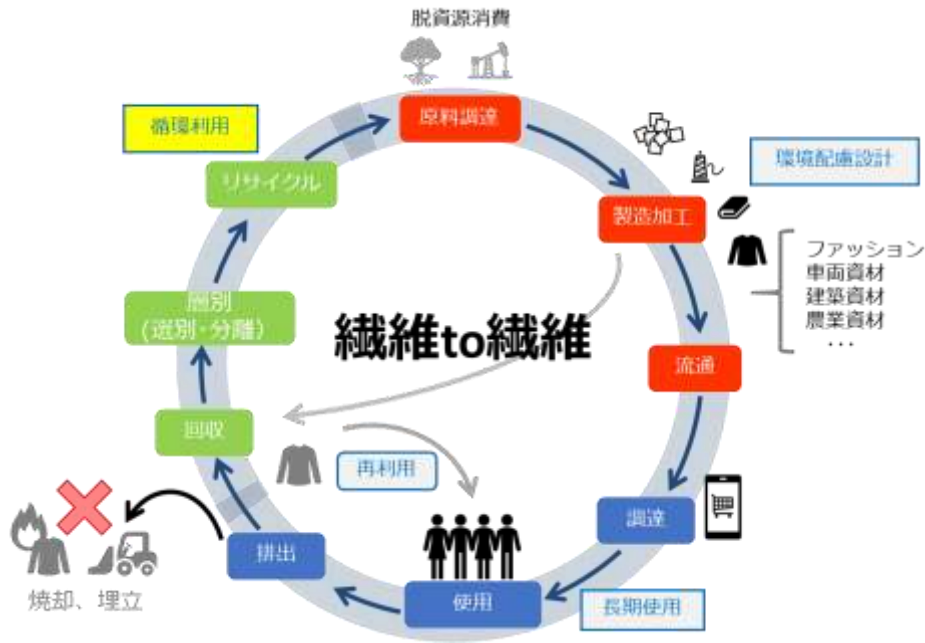 脱資源消費
原料調達
循環利用
環境配慮設計
リサイクル
製造加工
ファッション
車両資材
建築資材
農業資材
・・・
層別
(選別・分離)
繊維to繊維
流通
回収
再利用
調達
排出
使用
長期使用
焼却、埋立